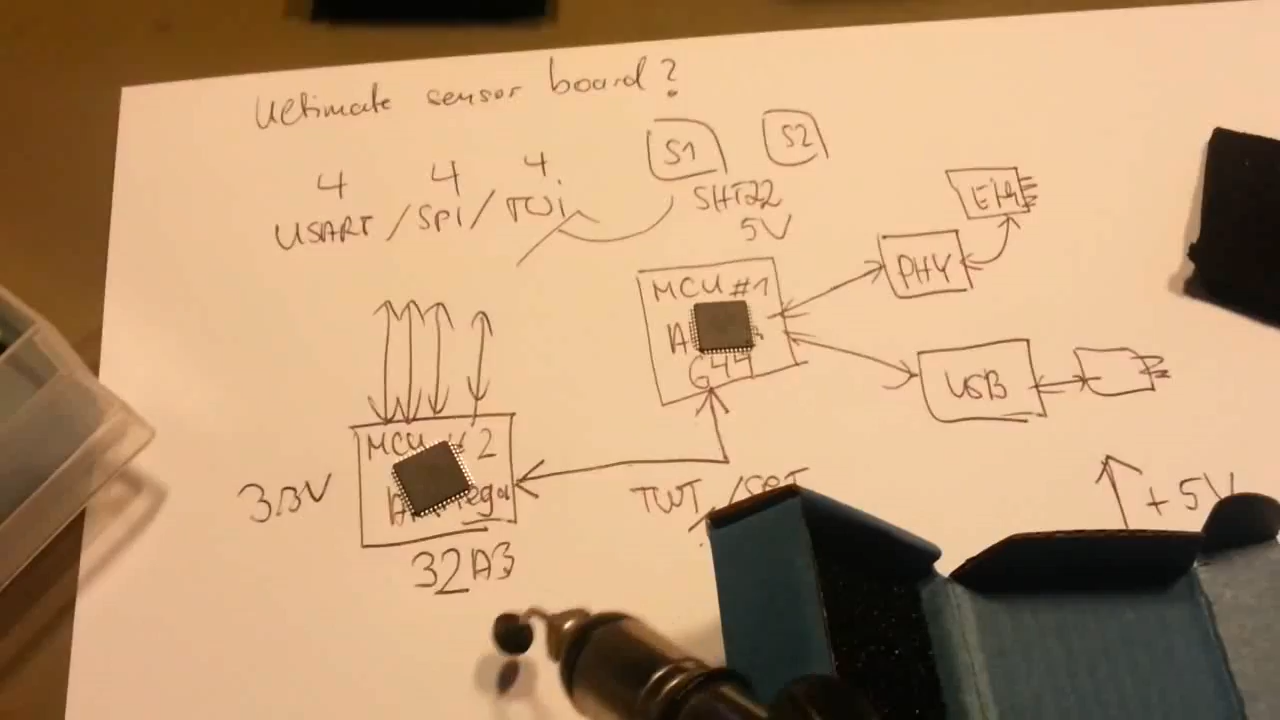 Ultimate sensor board?
4 4 4
USART / SPI / TWi
S1
S2
SHT22
5V
ETH
PHY
MCU #1
G44
USB
MCU 2
3.3V
32A3
TWI /
+5V